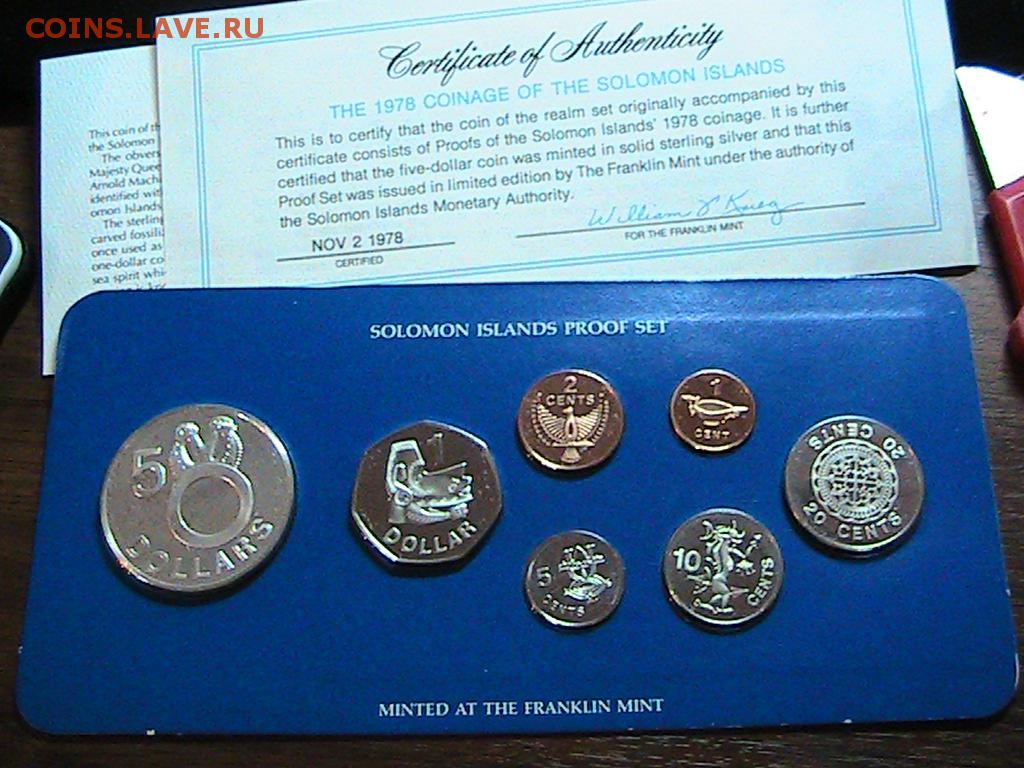 COINS.LAVE.RU
Certificate of Authenticity
THE 1978 COINAGE OF THE SOLOMON ISLANDS
This is to certify that the coin of the realm set originally accompanied by this
certificate consists of Proofs of the Solomon Islands' 1978 coinage. It is further
certified that the five-dollar coin was minted in solid sterling silver and that this
Proof Set was issued in limited edition by The Franklin Mint under the authority of
the Solomon Islands Monetary Authority.
NOV 2 1978
CERTIFIED
FOR THE FRANKLIN MINT
This coin of
the Solomon
The obvers
Majesty Quee
Arnold Mach
identified wit
omon Islands
The sterling
carved fossili
once used as
one-dollar co
sea spirit whi
SOLOMON ISLANDS PROOF SET
5
DOLLARS
1
DOLLAR
2
CENTS
1
CENT
5
CENTS
10
CENTS
20 CENTS
20 CENTS
MINTED AT THE FRANKLIN MINT